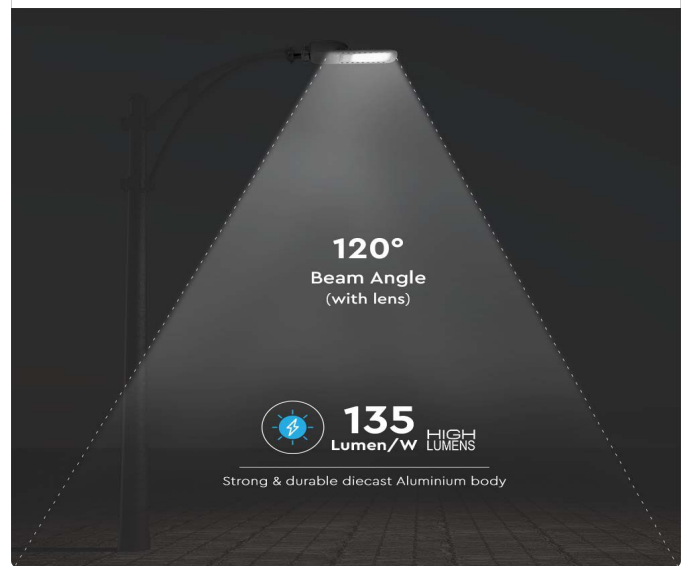 120°
Beam Angle
(with lens)
135
Lumen/W
HIGH
LUMENS
Strong & durable diecast Aluminium body